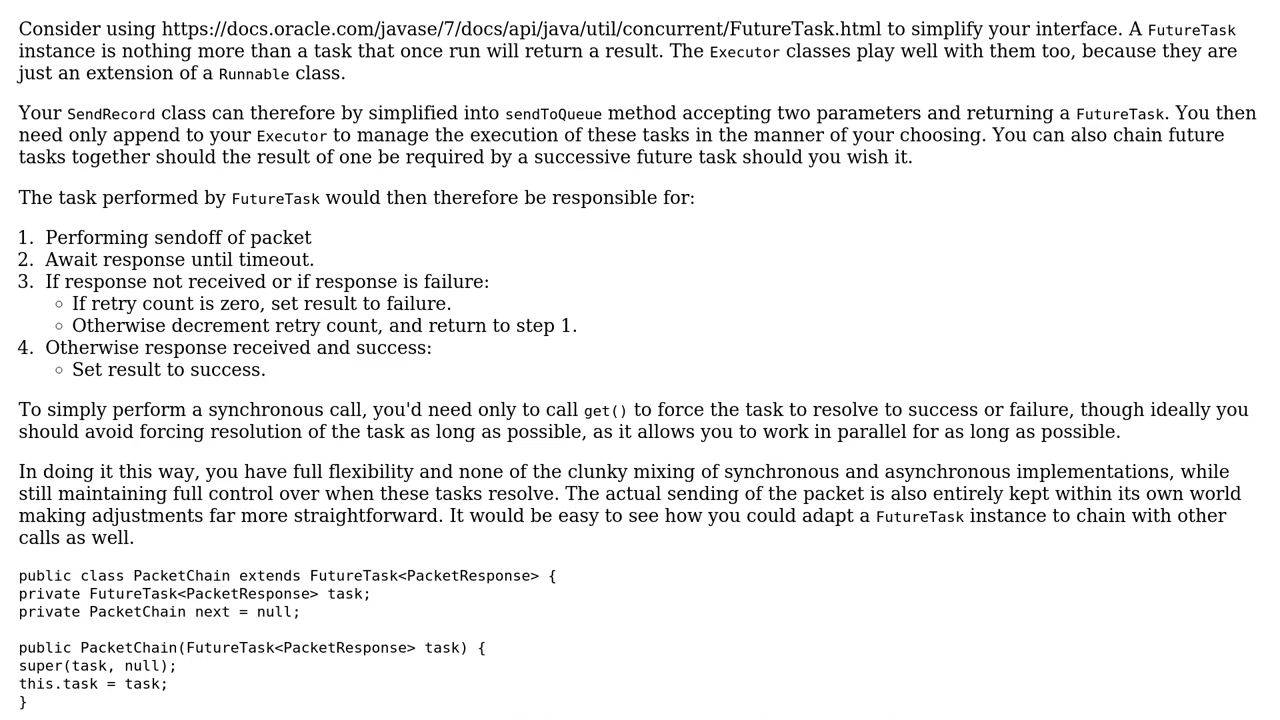 Consider using https://docs.oracle.com/javase/7/docs/api/java/util/concurrent/FutureTask.html to simplify your interface. A FutureTask
instance is nothing more than a task that once run will return a result. The Executor classes play well with them too, because they are
just an extension of a Runnable class.
Your SendRecord class can therefore by simplified into sendToQueue method accepting two parameters and returning a FutureTask. You then
need only append to your Executor to manage the execution of these tasks in the manner of your choosing. You can also chain future
tasks together should the result of one be required by a successive future task should you wish it.
The task performed by FutureTask would then therefore be responsible for:
1. Performing sendoff of packet
2. Await response until timeout.
3. If response not received or if response is failure:
◦ If retry count is zero, set result to failure.
◦ Otherwise decrement retry count, and return to step 1.
4. Otherwise response received and success:
◦ Set result to success.
To simply perform a synchronous call, you'd need only to call get() to force the task to resolve to success or failure, though ideally you
should avoid forcing resolution of the task as long as possible, as it allows you to work in parallel for as long as possible.
In doing it this way, you have full flexibility and none of the clunky mixing of synchronous and asynchronous implementations, while
still maintaining full control over when these tasks resolve. The actual sending of the packet is also entirely kept within its own world
making adjustments far more straightforward. It would be easy to see how you could adapt a FutureTask instance to chain with other
calls as well.
public class PacketChain extends FutureTask<PacketResponse> {
private FutureTask<PacketResponse> task;
private PacketChain next = null;
public PacketChain(FutureTask<PacketResponse> task) {
super(task, null);
this.task = task;
}